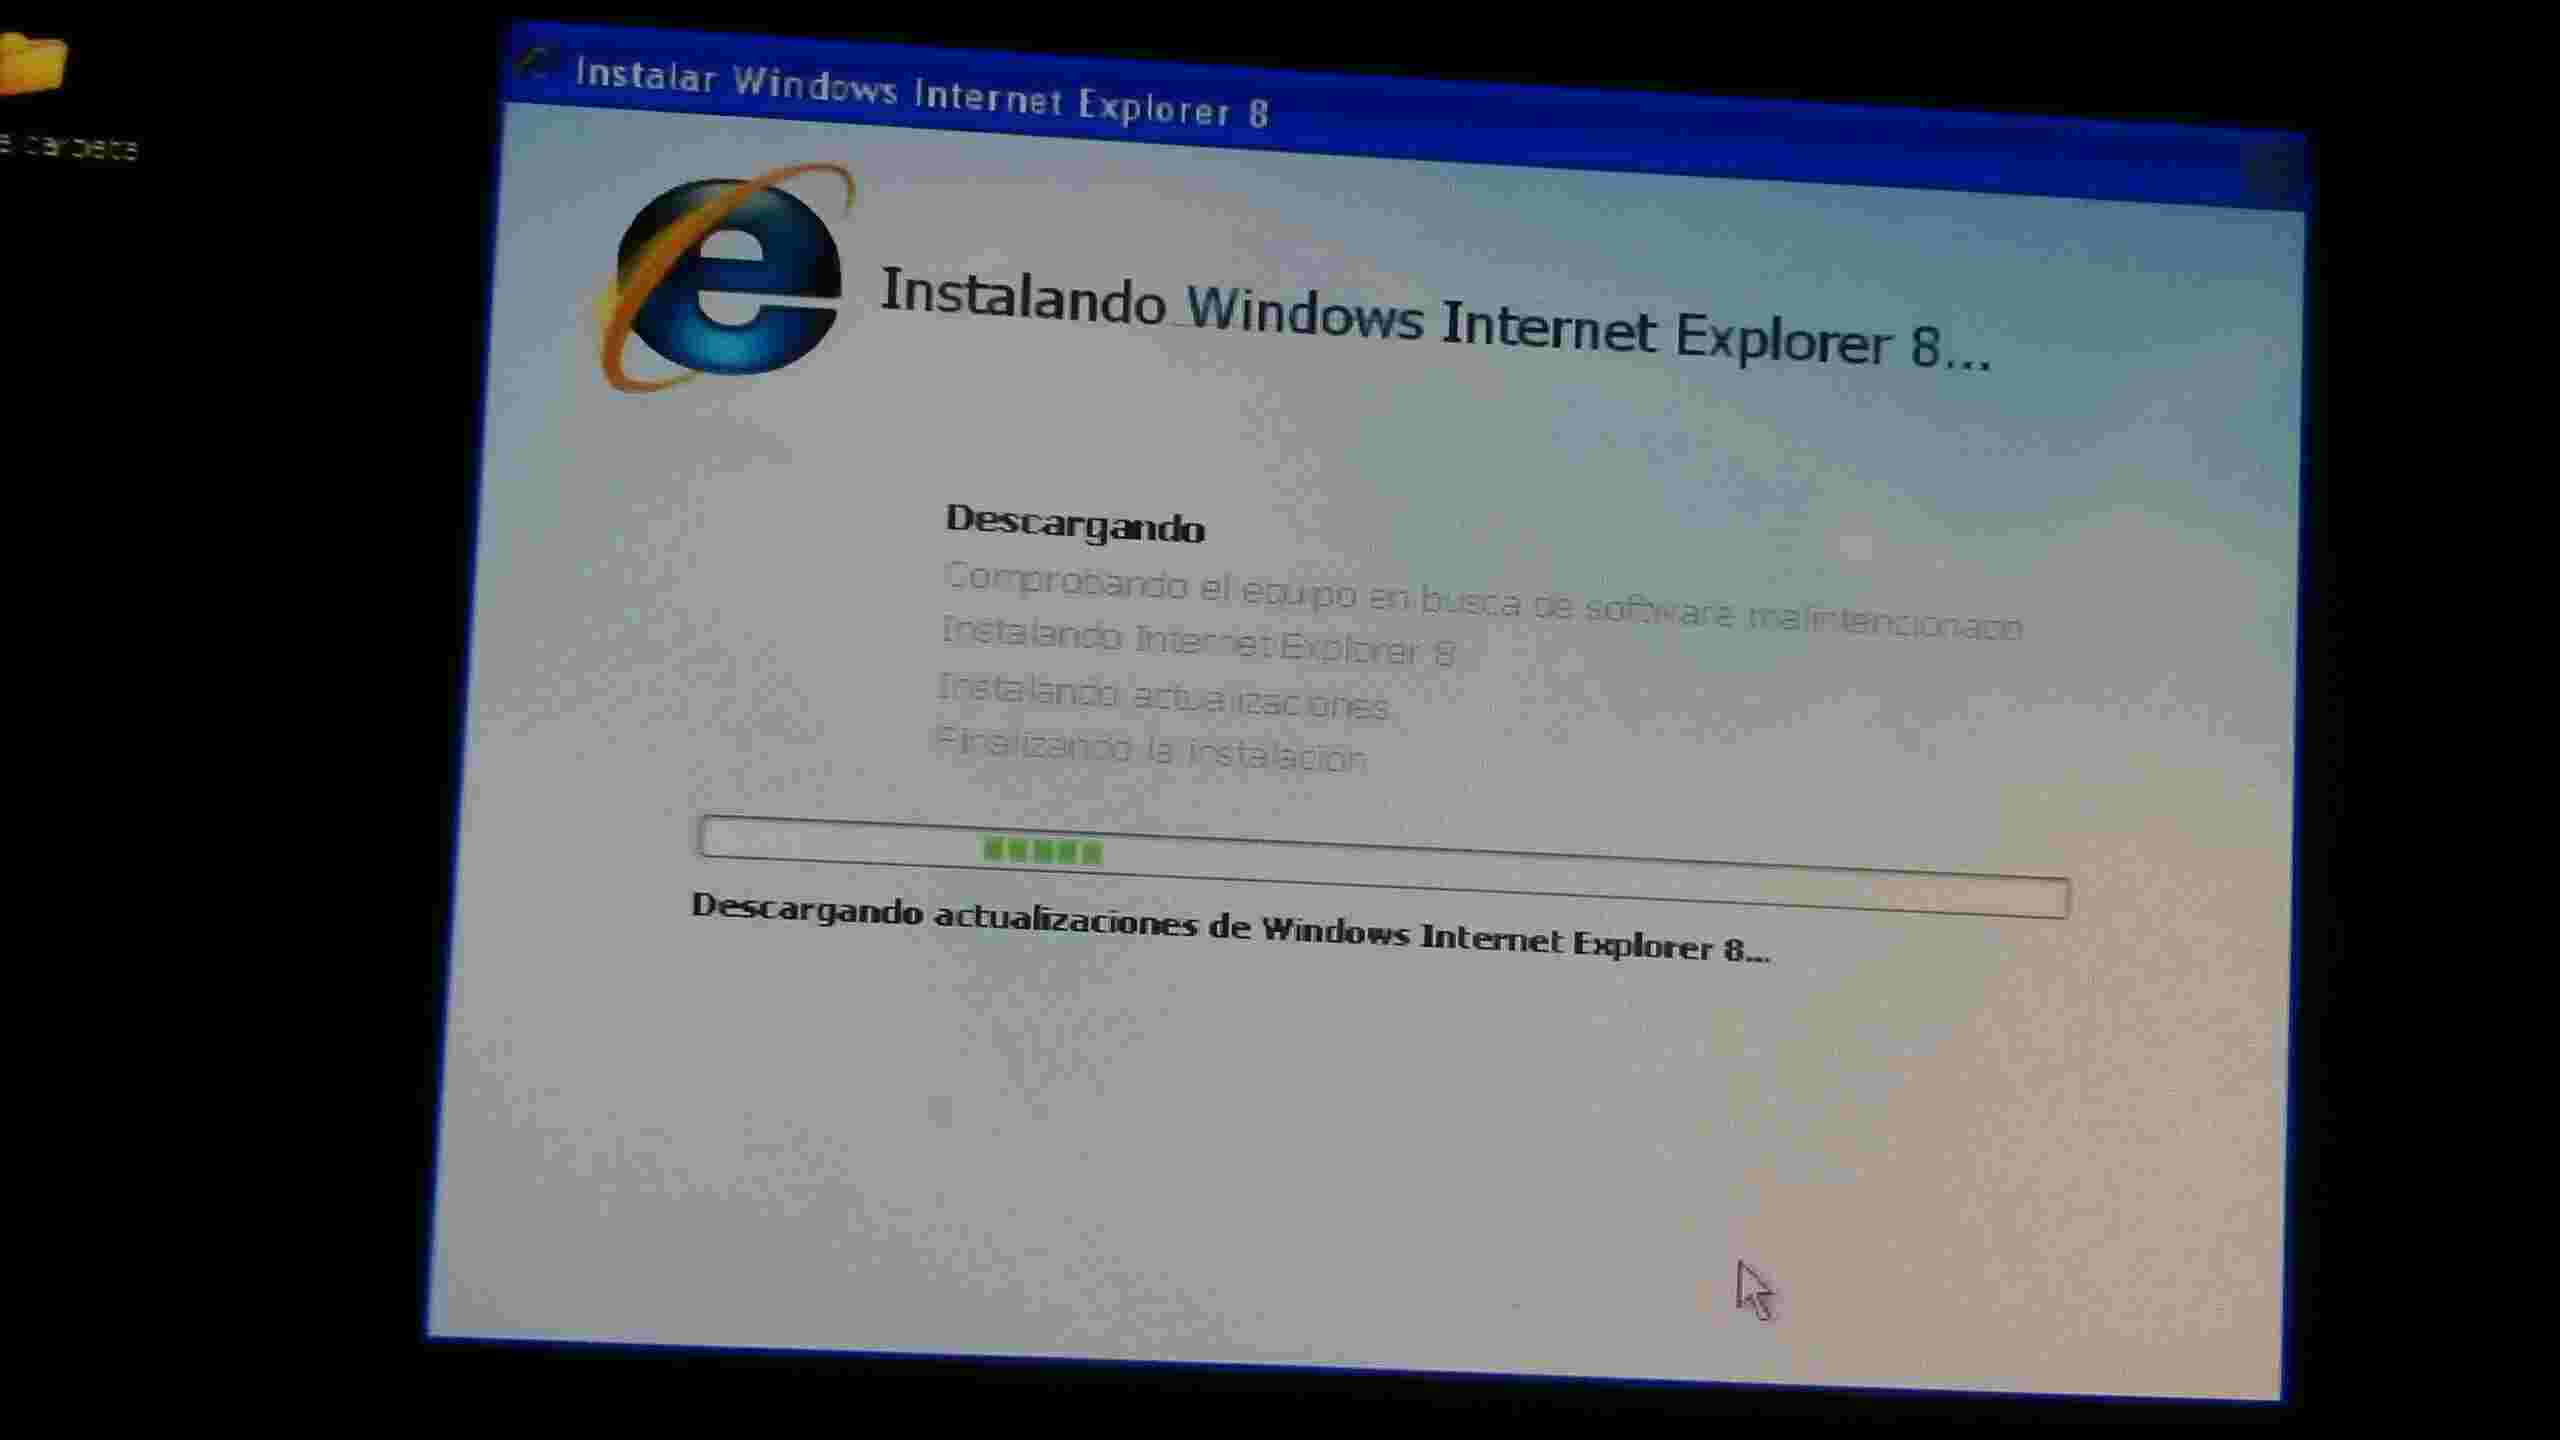 Instalar Windows Internet Explorer 8
carpeta
Instalando Windows Internet Explorer 8...
Descargando
Comprobando el equipo en busca de software malintencionado
Instalando Internet Explorer 8
Instalando actualizaciones
Finalizando la instalación
Descargando actualizaciones de Windows Internet Explorer 8...